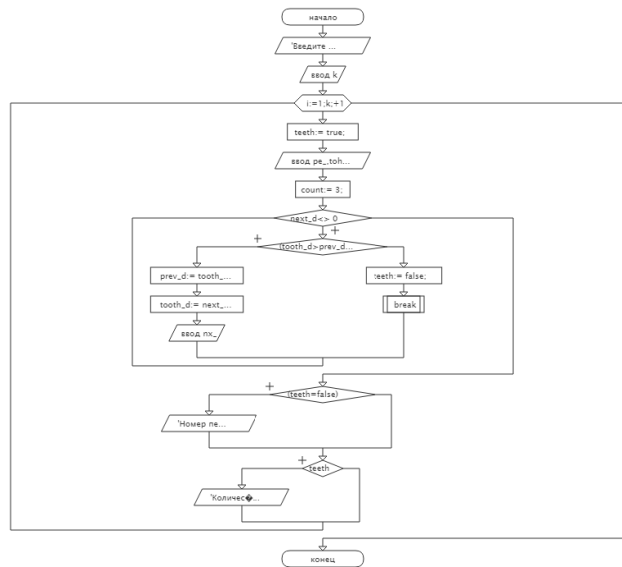 начало
'Введите ...
ввод k
i:=1;k;+1
teeth:= true;
ввод pe_,toh...
count:= 3;
next_d<> 0
+
+
(tooth_d>prev_d...
prev_d:= tooth_...
teeth:= false;
tooth_d:= next_...
break
ввод nx_
+
(teeth=false)
'Номер пе...
+
teeth
'Количес�...
конец